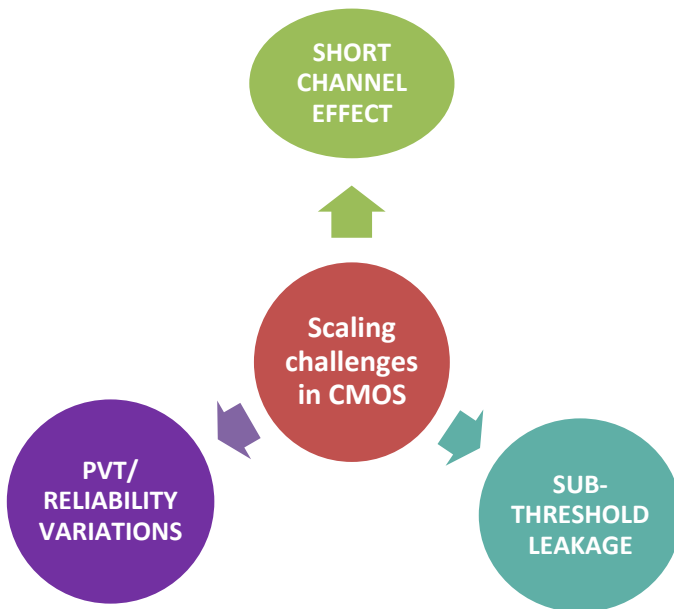 SHORT
CHANNEL
EFFECT
Scaling
challenges
in CMOS
PVT/
RELIABILITY
VARIATIONS
SUB-
THRESHOLD
LEAKAGE